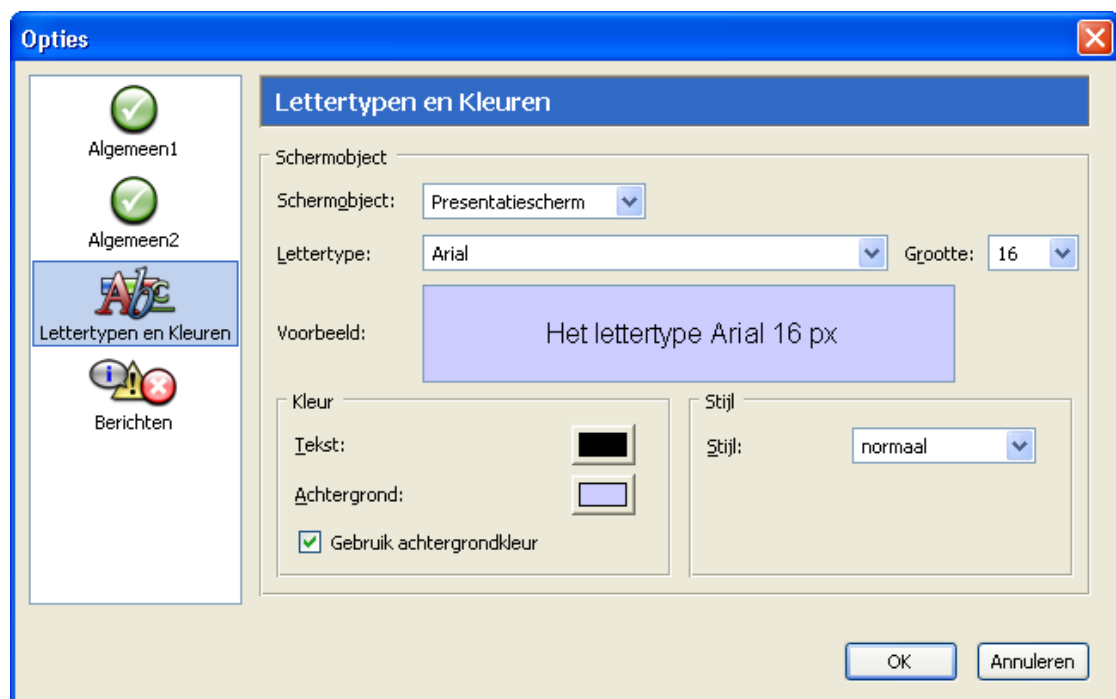 Opties
Algemeen1
Algemeen2
Lettertypen en Kleuren
Berichten
Lettertypen en Kleuren
Schermobject
Schermobject: Presentatiescherm
Lettertype: Arial Grootte: 16
Voorbeeld: Het lettertype Arial 16 px
Kleur
Tekst:
Achtergrond:
Gebruik achtergrondkleur
Stijl
Stijl: normaal
OK Annuleren